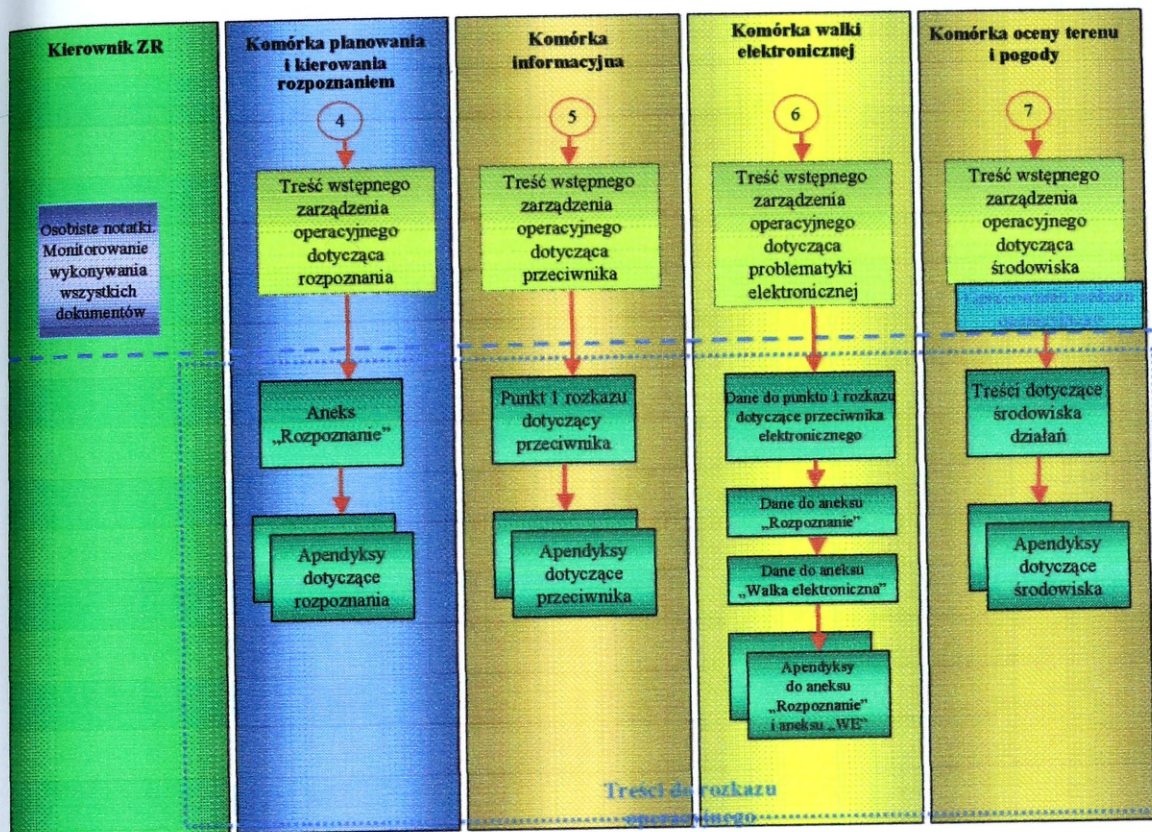 Kierownik ZR
Osobiste notatki.
Monitorowanie
wykonywania
wszystkich
dokumentów
Komórka planowania
i kierowania
rozpoznaniem
4
Treść wstępnego
zarządzenia
operacyjnego
dotycząca
rozpoznania
Aneks
„Rozpoznanie”
Apendyksy
dotyczące
rozpoznania
Komórka
informacyjna
5
Treść wstępnego
zarządzenia
operacyjnego
dotycząca
przeciwnika
Punkt 1 rozkazu
dotyczący
przeciwnika
Apendyksy
dotyczące
przeciwnika
Komórka walki
elektronicznej
6
Treść wstępnego
zarządzenia
operacyjnego
dotycząca
problematyki
elektronicznej
Dane do punktu 1 rozkazu
dotyczące przeciwnika
elektronicznego
Dane do aneksu
„Rozpoznanie”
Dane do aneksu
„Walka elektroniczna”
Apendyksy
do aneksu
„Rozpoznanie”
i aneksu „WE”
Komórka oceny terenu
i pogody
7
Treść wstępnego
zarządzenia
operacyjnego
dotycząca
środowiska
Treści dotyczące
środowiska
działań
Apendyksy
dotyczące
środowiska
Treści do rozkazu
operacyjnego